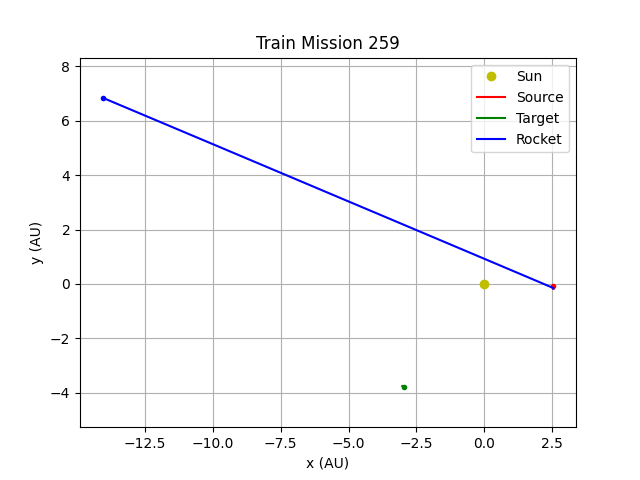 Train Mission 259
Sun
Source
Target
Rocket
8
6
4
2
0
−2
−4
y (AU)
−12.5 −10.0 −7.5 −5.0 −2.5 0.0 2.5
x (AU)